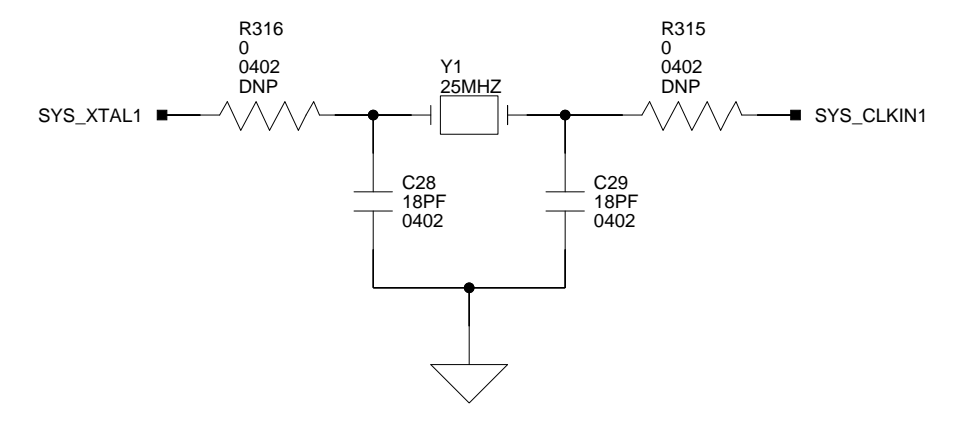 R316
0
0402
DNP
R315
0
0402
DNP
Y1
25MHZ
SYS_XTAL1
SYS_CLKIN1
C28
18PF
0402
C29
18PF
0402